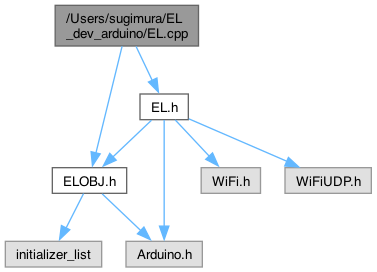 /Users/sugimura/EL
_dev_arduino/EL.cpp
EL.h
ELOBJ.h
WiFi.h
WiFiUDP.h
initializer_list
Arduino.h